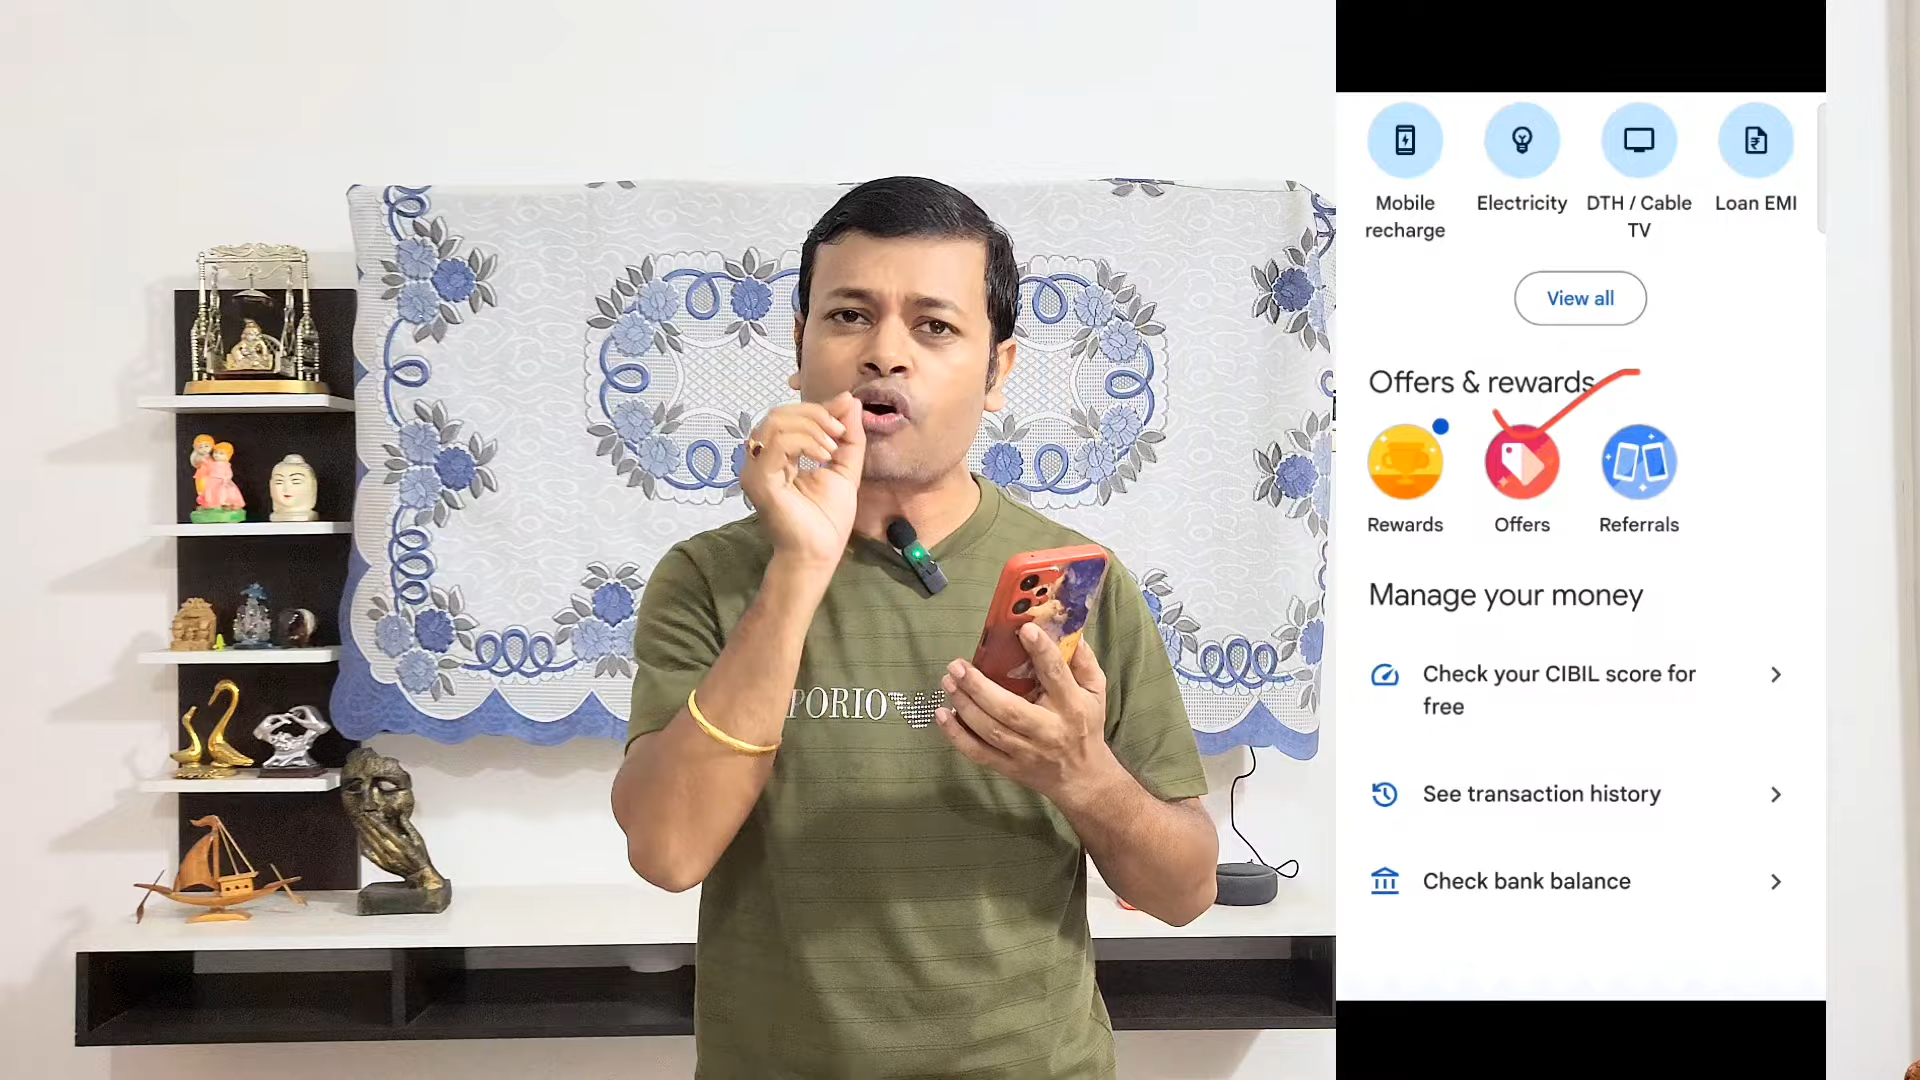 Mobile
recharge
Electricity
DTH / Cable
TV
Loan EMI
View all
Offers & rewards
Rewards
Offers
Referrals
Manage your money
Check your CIBIL score for
free
See transaction history
Check bank balance
PORIO